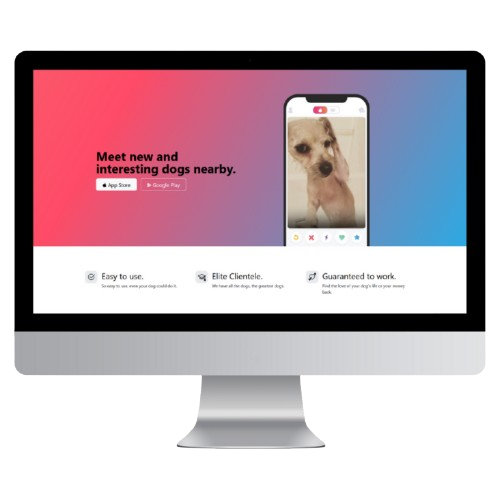 Meet new and
interesting dogs nearby.
App Store
Google Play
Easy to use.
So easy to use, even your dog could do it.
Elite Clientele.
We have all the dogs, the greatest dogs
Guaranteed to work.
Find the love of your dog's life or your money
back.